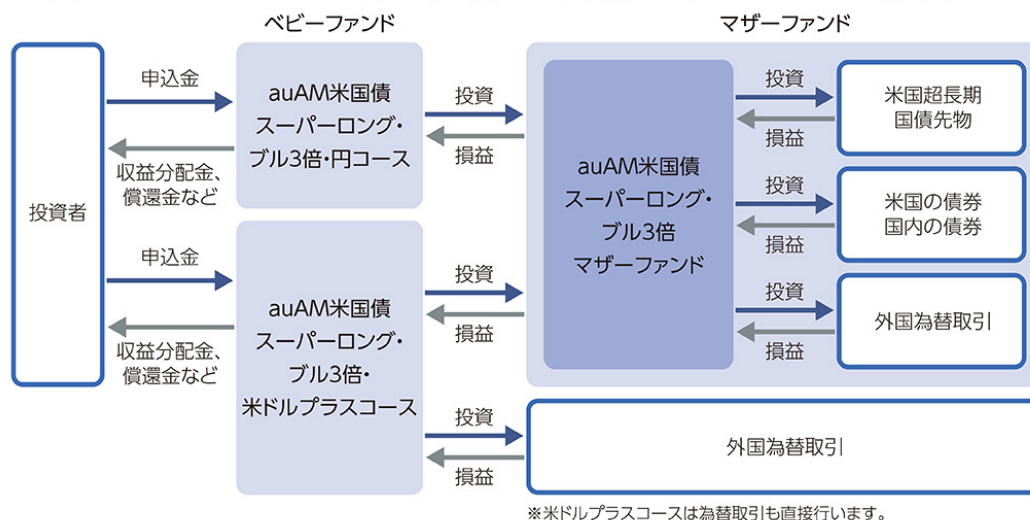 ベビーファンド
マザーファンド
投資者
申込金
収益分配金、
償還金など
申込金
収益分配金、
償還金など
auAM米国債
スーパーロング・
ブル3倍・円コース
auAM米国債
スーパーロング・
ブル3倍・
米ドルプラスコース
投資
損益
投資
損益
投資
損益
auAM米国債
スーパーロング・
ブル3倍
マザーファンド
投資
損益
投資
損益
投資
損益
米国超長期
国債先物
米国の債券
国内の債券
外国為替取引
外国為替取引
※米ドルプラスコースは為替取引も直接行います。